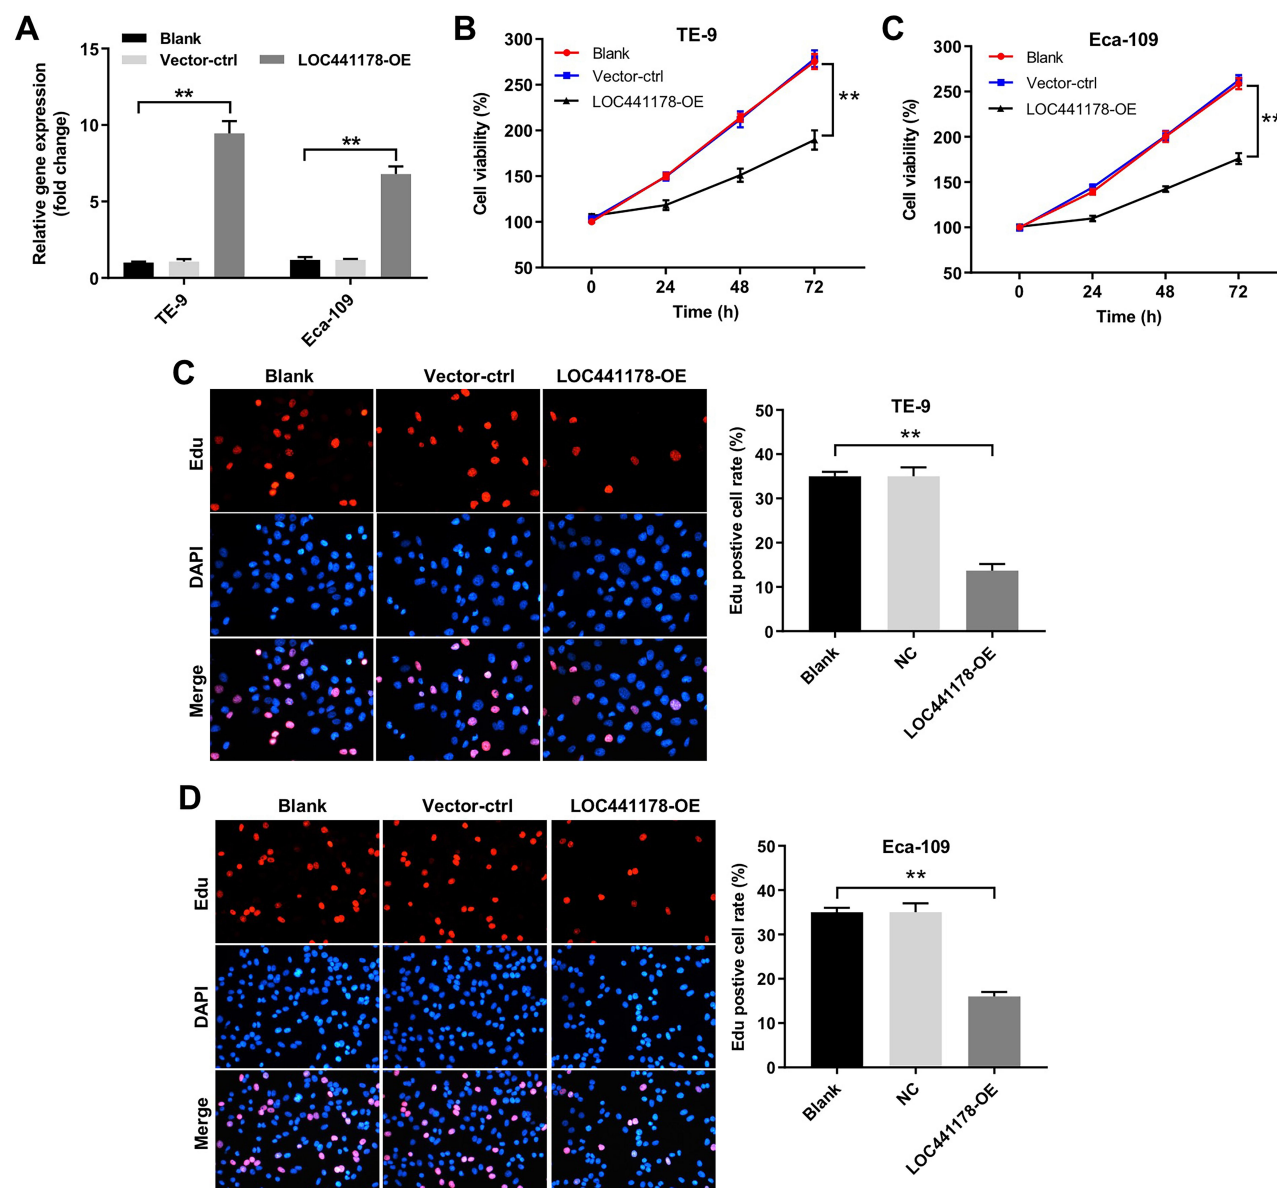 A
Blank
Vector-ctrl
LOC441178-OE
Relative gene expression
(fold change)
15
10
5
0
**
**
TE-9
Eca-109
B
TE-9
Blank
Vector-ctrl
LOC441178-OE
Cell viability (%)
300
250
200
150
100
50
**
0 24 48 72
Time (h)
C
Eca-109
Blank
Vector-ctrl
LOC441178-OE
Cell viability (%)
300
250
200
150
100
50
**
0 24 48 72
Time (h)
C
Blank Vector-ctrl LOC441178-OE
Edu
DAPI
Merge
TE-9
Edu postive cell rate (%)
50
40
30
20
10
0
**
Blank
NC
LOC441178-OE
D
Blank Vector-ctrl LOC441178-OE
Edu
DAPI
Merge
Eca-109
Edu postive cell rate (%)
50
40
30
20
10
0
**
Blank
NC
LOC441178-OE